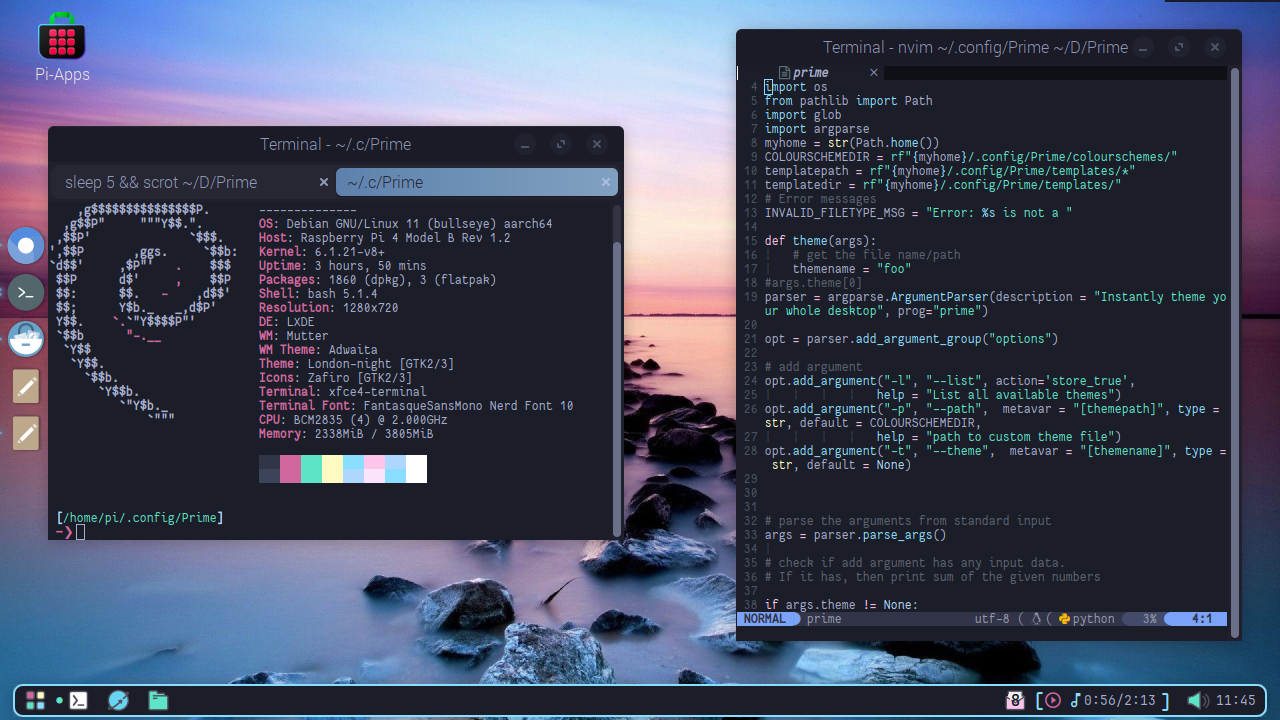 Pi-Apps
Terminal - ~/.c/Prime
sleep 5 && scrot ~/D/Prime
~/.c/Prime
--------------
OS: Debian GNU/Linux 11 (bullseye) aarch64
Host: Raspberry Pi 4 Model B Rev 1.2
Kernel: 6.1.21-v8+
Uptime: 3 hours, 50 mins
Packages: 1860 (dpkg), 3 (flatpak)
Shell: bash 5.1.4
Resolution: 1280x720
DE: LXDE
WM: Mutter
WM Theme: Adwaita
Theme: London-night [GTK2/3]
Icons: Zafiro [GTK2/3]
Terminal: xfce4-terminal
Terminal Font: FantasqueSansMono Nerd Font 10
CPU: BCM2835 (4) @ 2.000GHz
Memory: 2338MiB / 3805MiB
[/home/pi/.config/Prime]
Terminal - nvim ~/.config/Prime ~/D/Prime
prime
4 import os
5 from pathlib import Path
6 import glob
7 import argparse
8 myhome = str(Path.home())
9 COLOURSCHEMEDIR = rf"{myhome}/.config/Prime/colourschemes/"
10 templatepath = rf"{myhome}/.config/Prime/templates/*"
11 templatedir = rf"{myhome}/.config/Prime/templates/"
12 # Error messages
13 INVALID_FILETYPE_MSG = "Error: %s is not a "
14
15 def theme(args):
16 # get the file name/path
17 themename = "foo"
18 #args.theme[0]
19 parser = argparse.ArgumentParser(description = "Instantly theme yo
ur whole desktop", prog="prime")
20
21 opt = parser.add_argument_group("options")
22
23 # add argument
24 opt.add_argument("-l", "--list", action='store_true',
25 help = "List all available themes")
26 opt.add_argument("-p", "--path",  metavar = "[themepath]", type =
str, default = COLOURSCHEMEDIR,
27 help = "path to custom theme file")
28 opt.add_argument("-t", "--theme",  metavar = "[themename]", type =
str, default = None)
29
30
31
32 # parse the arguments from standard input
33 args = parser.parse_args()
34
35 # check if add argument has any input data.
36 # If it has, then print sum of the given numbers
37
38 if args.theme != None:
NORMAL prime utf-8 python 3% 4:1
8 [ 0:56/2:13 ] 11:45